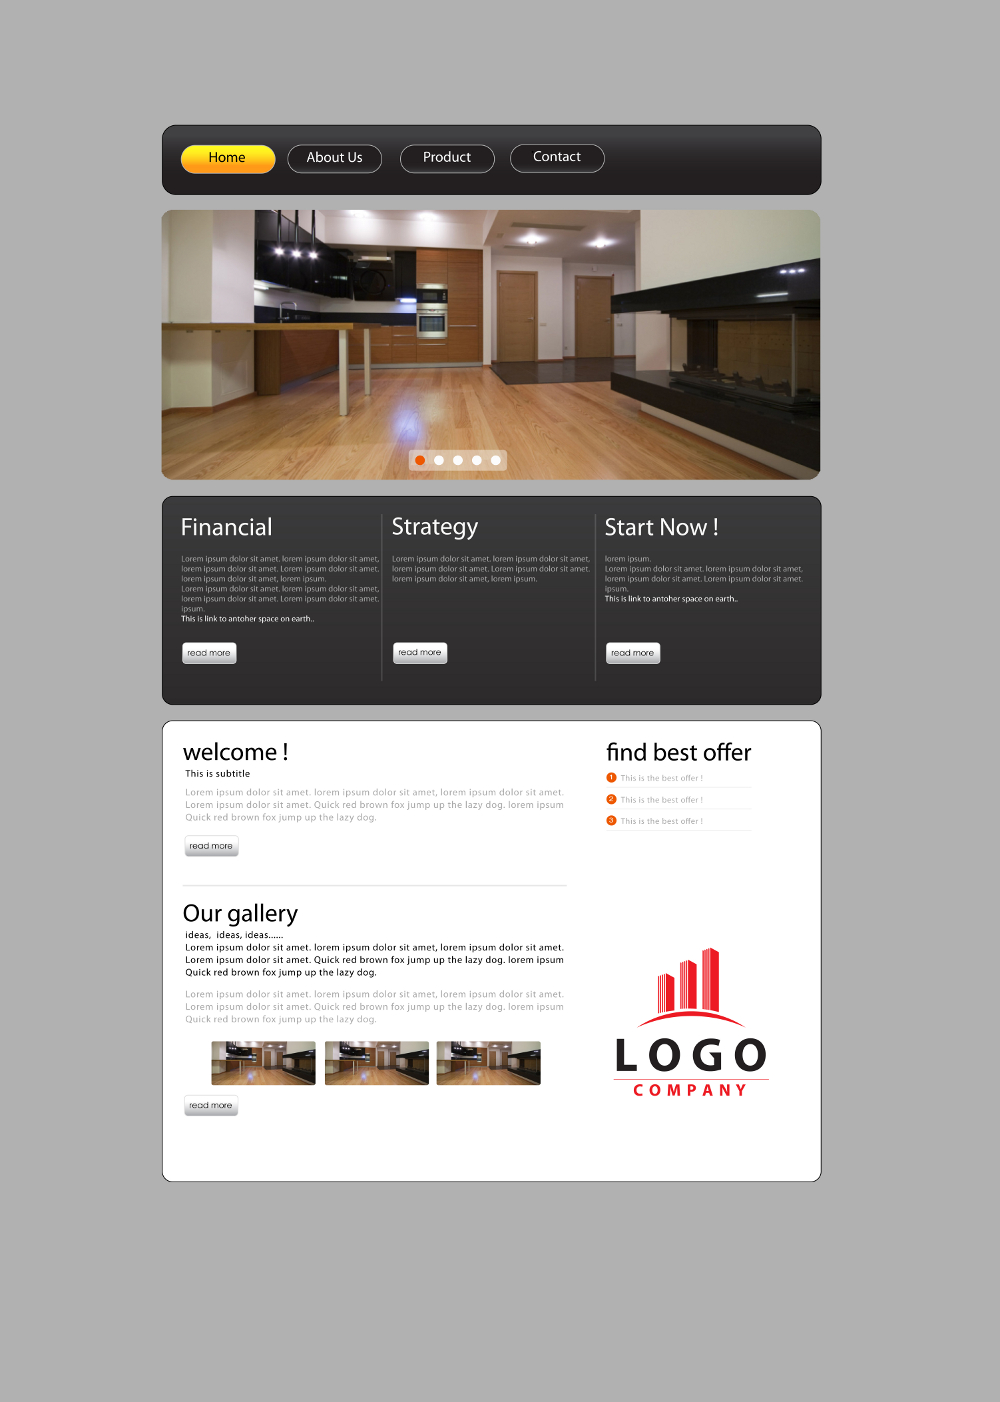 Home
About Us
Product
Contact
Financial
Lorem ipsum dolor sit amet. lorem ipsum dolor sit amet,
lorem ipsum dolor sit amet. Lorem ipsum dolor sit amet.
lorem ipsum dolor sit amet, lorem ipsum.
Lorem ipsum dolor sit amet. lorem ipsum dolor sit amet,
lorem ipsum dolor sit amet. Lorem ipsum dolor sit amet.
ipsum.
This is link to antoher space on earth..
read more
Strategy
Lorem ipsum dolor sit amet. lorem ipsum dolor sit amet,
lorem ipsum dolor sit amet. Lorem ipsum dolor sit amet.
lorem ipsum dolor sit amet, lorem ipsum.
read more
Start Now !
lorem ipsum.
Lorem ipsum dolor sit amet. lorem ipsum dolor sit amet,
lorem ipsum dolor sit amet. Lorem ipsum dolor sit amet.
ipsum.
This is link to antoher space on earth..
read more
welcome !
This is subtitle
Lorem ipsum dolor sit amet. lorem ipsum dolor sit amet, lorem ipsum dolor sit amet.
Lorem ipsum dolor sit amet. Quick red brown fox jump up the lazy dog. lorem ipsum
Quick red brown fox jump up the lazy dog.
read more
find best offer
1 This is the best offer !
2 This is the best offer !
3 This is the best offer !
Our gallery
ideas, ideas, ideas......
Lorem ipsum dolor sit amet. lorem ipsum dolor sit amet, lorem ipsum dolor sit amet.
Lorem ipsum dolor sit amet. Quick red brown fox jump up the lazy dog. lorem ipsum
Quick red brown fox jump up the lazy dog.
Lorem ipsum dolor sit amet. lorem ipsum dolor sit amet, lorem ipsum dolor sit amet.
Lorem ipsum dolor sit amet. Quick red brown fox jump up the lazy dog. lorem ipsum
Quick red brown fox jump up the lazy dog.
read more
LOGO
COMPANY